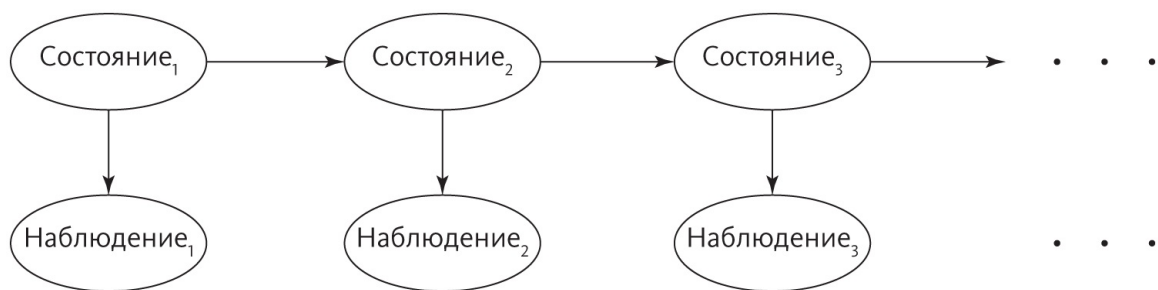 Состояние₁ Состояние₂ Состояние₃ . . .
Наблюдение₁ Наблюдение₂ Наблюдение₃ . . .